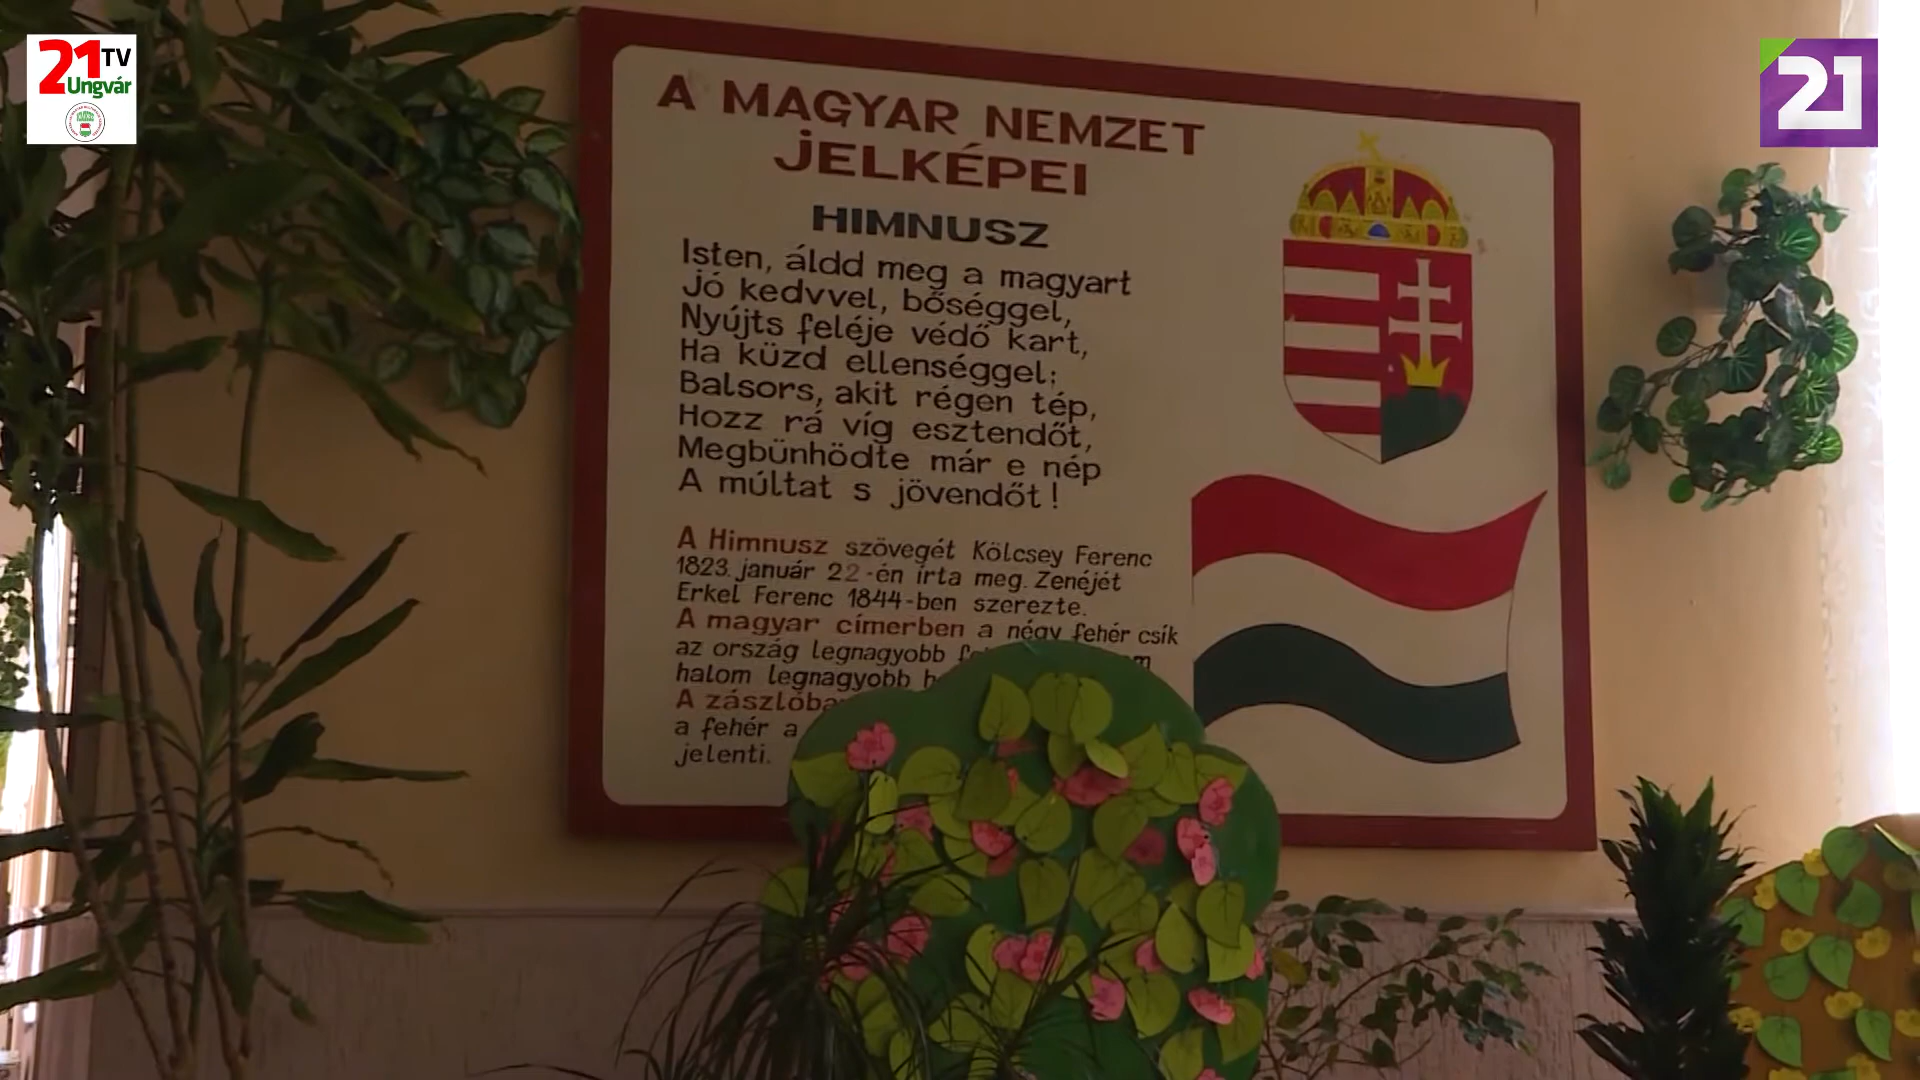 21 TV
Ungvár
21
A MAGYAR NEMZET
JELKÉPEI
HIMNUSZ
Isten, áldd meg a magyart
Jó kedvvel, bőséggel,
Nyújts feléje védő kart,
Ha küzd ellenséggel;
Balsors, akit régen tép,
Hozz rá víg esztendőt,
Megbünhödte már e nép
A múltat s jövendőt!
A Himnusz szövegét Kölcsey Ferenc
1823. január 22-én írta meg. Zenéjét
Erkel Ferenc 1844-ben szerezte.
A magyar címerben a négy fehér csík
az ország legnagyobb
halom legnagyobb
A zászlóba
a fehér a
jelenti.